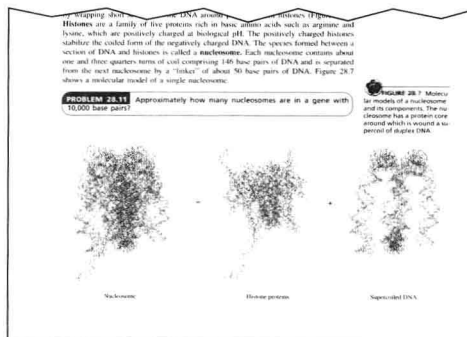 by wrapping short DNA around histones
Histones are a family of five proteins rich in basic amino acids such as arginine and
lysine, which are positively charged at biological pH. The positively charged histones
stabilize the coiled form of the negatively charged DNA. The species formed between a
section of DNA and histones is called a nucleosome. Each nucleosome contains about
one and three quarters turns of coil comprising 146 base pairs of DNA and is separated
from the next nucleosome by a "linker" of about 50 base pairs of DNA. Figure 28.7
shows a molecular model of a single nucleosome.
PROBLEM 28.11 Approximately how many nucleosomes are in a gene with
10,000 base pairs?
FIGURE 28.7 Molecu
lar models of a nucleosome
and its components. The nu
cleosome has a protein core
around which is wound a su
percoil of duplex DNA.
Nucleosome
Histone proteins
Supercoiled DNA